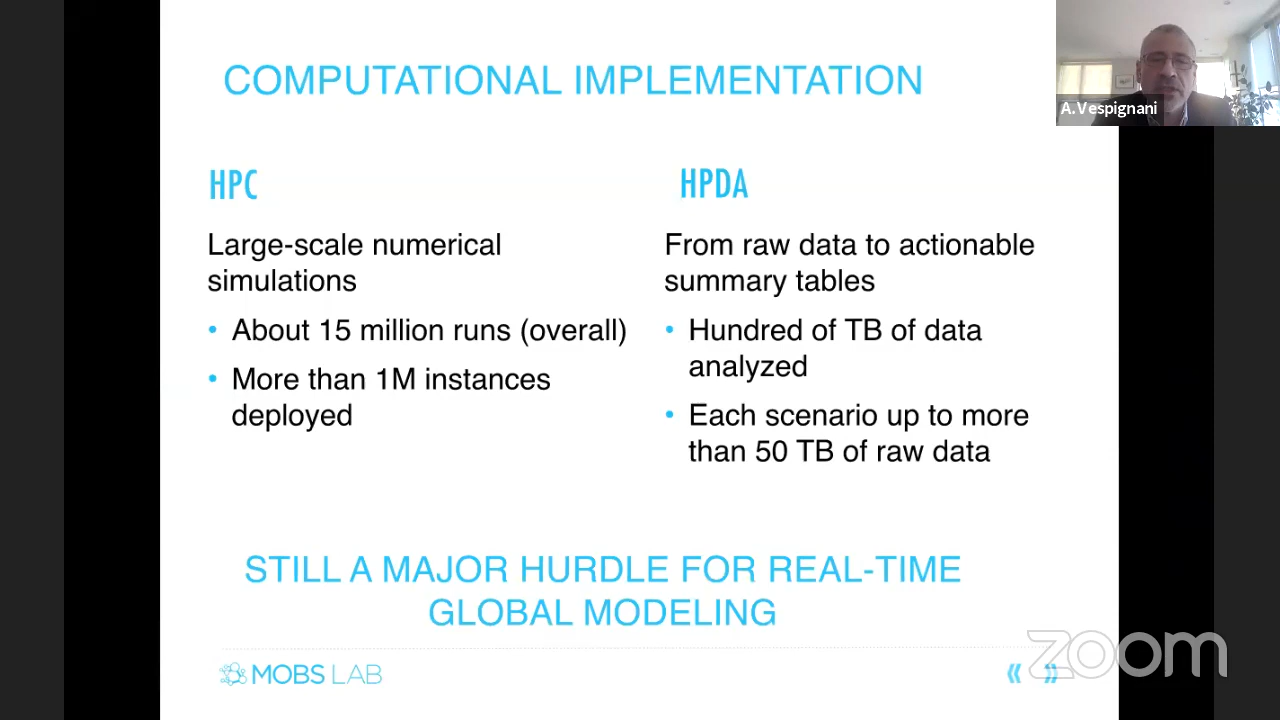 COMPUTATIONAL IMPLEMENTATION
A.Vespignani
HPC
Large-scale numerical
simulations
• About 15 million runs (overall)
• More than 1M instances
deployed
HPDA
From raw data to actionable
summary tables
• Hundred of TB of data
analyzed
• Each scenario up to more
than 50 TB of raw data
STILL A MAJOR HURDLE FOR REAL-TIME
GLOBAL MODELING
MOBS LAB
zoom